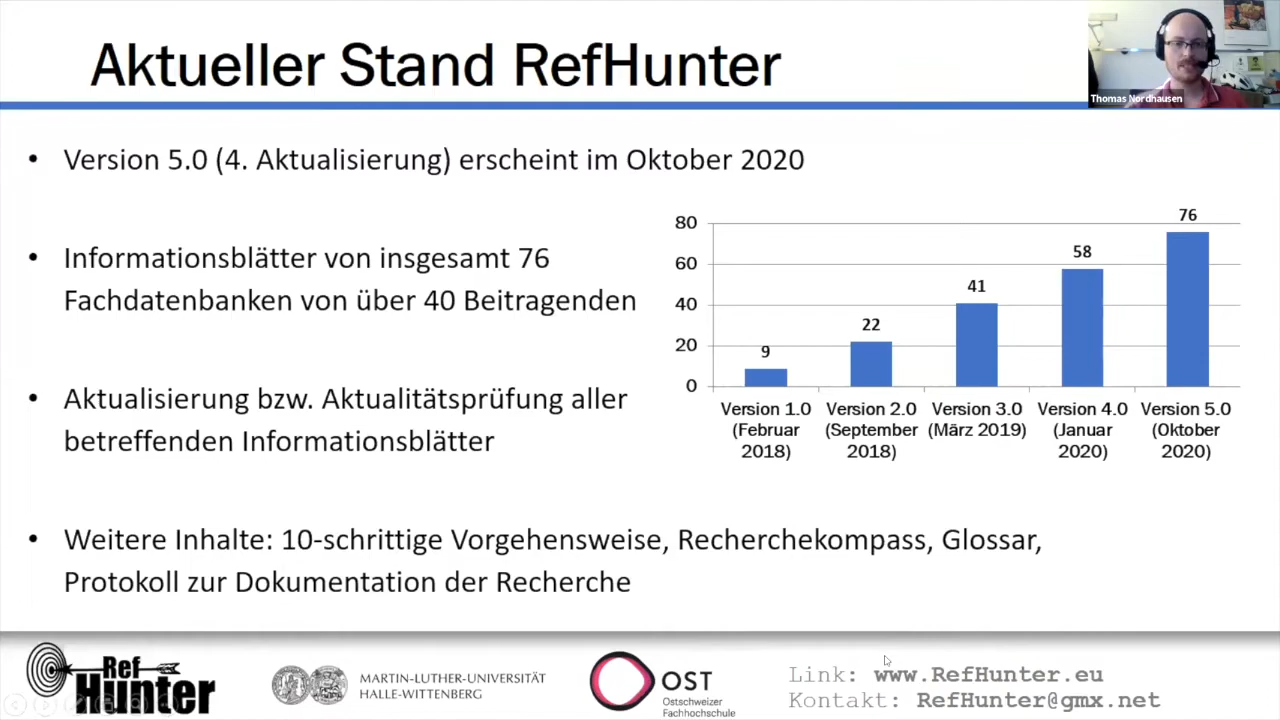 Aktueller Stand RefHunter
Thomas Nordhausen
• Version 5.0 (4. Aktualisierung) erscheint im Oktober 2020
• Informationsblätter von insgesamt 76
Fachdatenbanken von über 40 Beitragenden
• Aktualisierung bzw. Aktualitätsprüfung aller
betreffenden Informationsblätter
80
60
40
20
0
9
22
41
58
76
Version 1.0
(Februar
2018)
Version 2.0
(September
2018)
Version 3.0
(März 2019)
Version 4.0
(Januar
2020)
Version 5.0
(Oktober
2020)
• Weitere Inhalte: 10-schrittige Vorgehensweise, Recherchekompass, Glossar,
Protokoll zur Dokumentation der Recherche
Ref
Hunter
MARTIN-LUTHER-UNIVERSITÄT
HALLE-WITTENBERG
OST
Ostschweizer
Fachhochschule
Link: www.RefHunter.eu
Kontakt: RefHunter@gmx.net